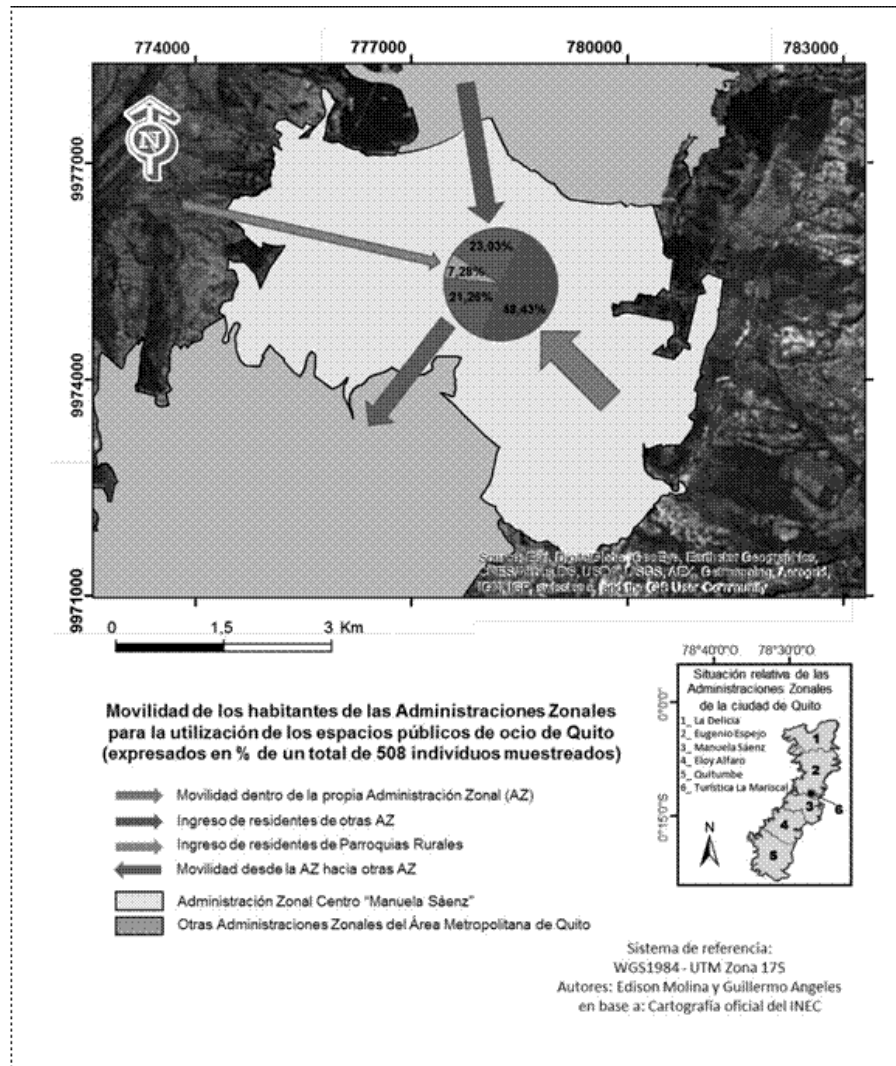 774000 777000 780000 783000
9977000
9974000
9971000
N
23,03%
7,28%
21,26%
48,43%
0 1,5 3 Km
Movilidad de los habitantes de las Administraciones Zonales
para la utilización de los espacios públicos de ocio de Quito
(expresados en % de un total de 508 individuos muestreados)
Movilidad dentro de la propia Administración Zonal (AZ)
Ingreso de residentes de otras AZ
Ingreso de residentes de Parroquias Rurales
Movilidad desde la AZ hacia otras AZ
Administración Zonal Centro "Manuela Sáenz"
Otras Administraciones Zonales del Área Metropolitana de Quito
78°40'0"O. 78°30'0"O.
0°0'0"
0°15'0"S
Situación relativa de las
Administraciones Zonales
de la ciudad de Quito
1_ La Delicia
2_ Eugenio Espejo
3_ Manuela Sáenz
4_ Eloy Alfaro
5_ Quitumbe
6_ Turística La Mariscal
1
2
3
6
4
5
N
Sistema de referencia:
WGS1984 - UTM Zona 17S
Autores: Edison Molina y Guillermo Angeles
en base a: Cartografía oficial del INEC